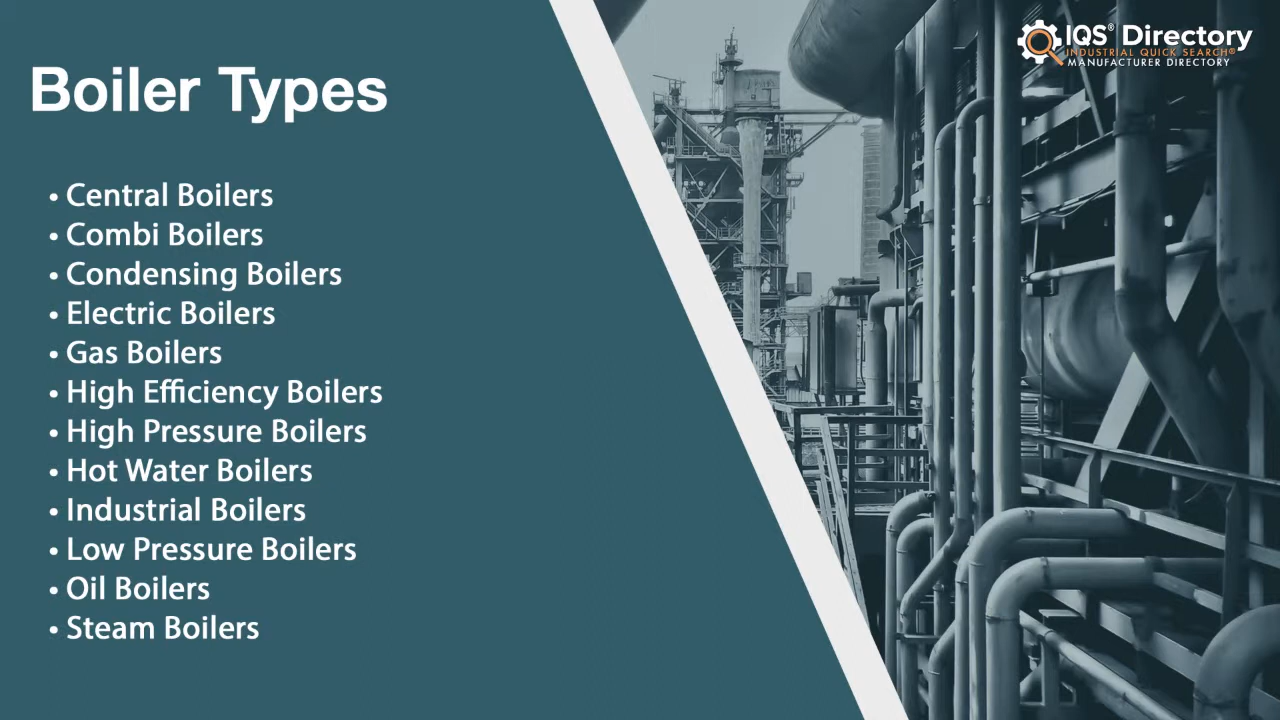 Boiler Types
• Central Boilers
• Combi Boilers
• Condensing Boilers
• Electric Boilers
• Gas Boilers
• High Efficiency Boilers
• High Pressure Boilers
• Hot Water Boilers
• Industrial Boilers
• Low Pressure Boilers
• Oil Boilers
• Steam Boilers
IQS® Directory
INDUSTRIAL QUICK SEARCH®
MANUFACTURER DIRECTORY